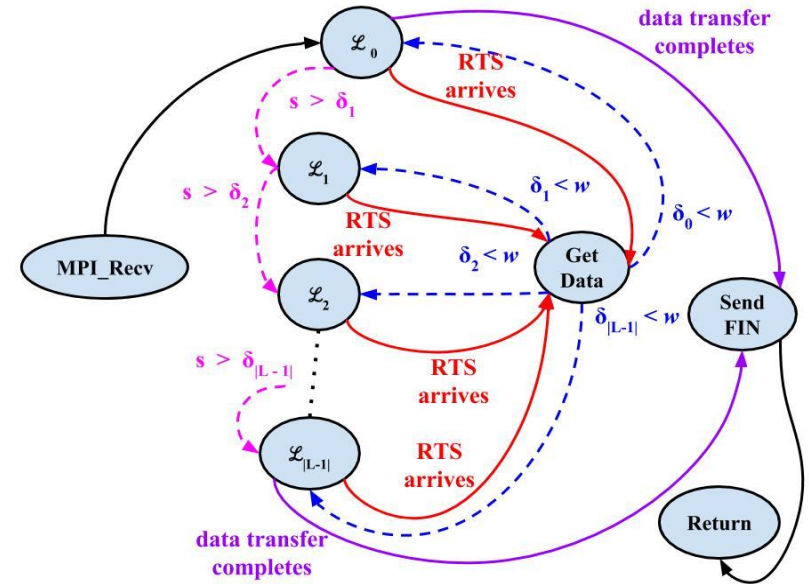 data transfer
completes
ℒ₀
RTS
arrives
s > δ₁
ℒ₁
δ₁ < w
s > δ₂
RTS
arrives
δ₀ < w
δ₂ < w
Get
Data
MPI_Recv
ℒ₂
Send
FIN
δ|L-1| < w
s > δ|L - 1|
RTS
arrives
ℒ|L-1|
RTS
arrives
Return
data transfer
completes